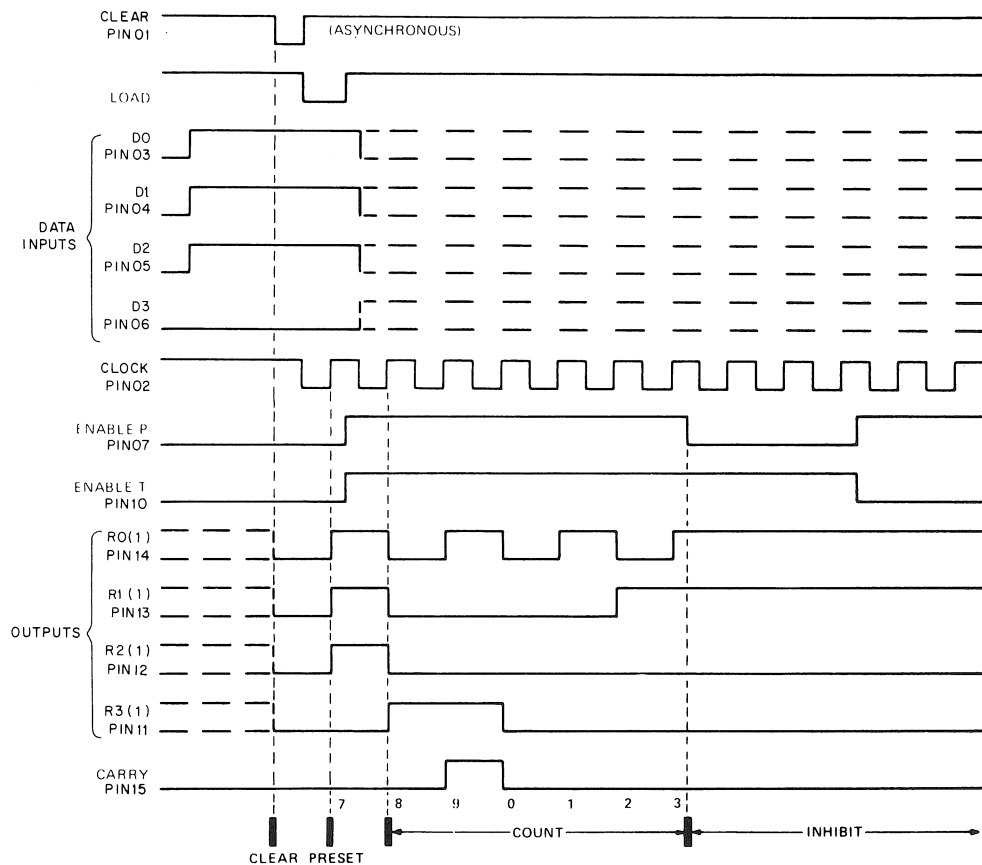 CLEAR
PIN 01
(ASYNCHRONOUS)
LOAD
DATA
INPUTS
D0
PIN 03
D1
PIN 04
D2
PIN 05
D3
PIN 06
CLOCK
PIN 02
ENABLE P
PIN 07
ENABLE T
PIN 10
OUTPUTS
R0 (1)
PIN 14
R1 (1)
PIN 13
R2 (1)
PIN 12
R3 (1)
PIN 11
CARRY
PIN 15
7 8 9 0 1 2 3
COUNT
INHIBIT
CLEAR PRESET